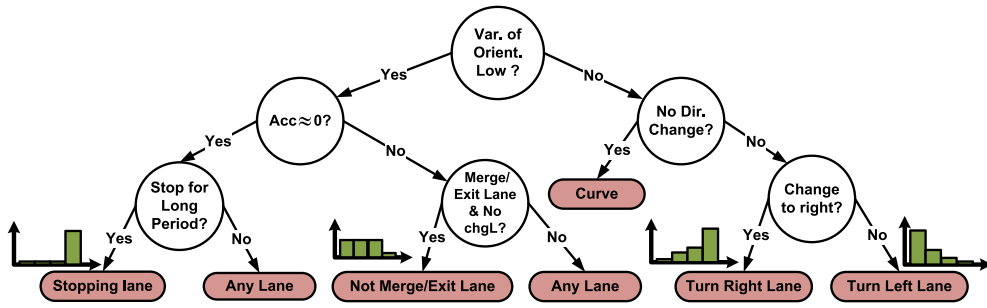 Var. of
Orient.
Low ?
Yes
No
Acc≈0?
No Dir.
Change?
Yes
No
Yes
No
Stop for
Long
Period?
Merge/
Exit Lane
& No
chgL?
Curve
Change
to right?
Yes
No
Yes
No
Yes
No
Stopping lane
Any Lane
Not Merge/Exit Lane
Any Lane
Turn Right Lane
Turn Left Lane